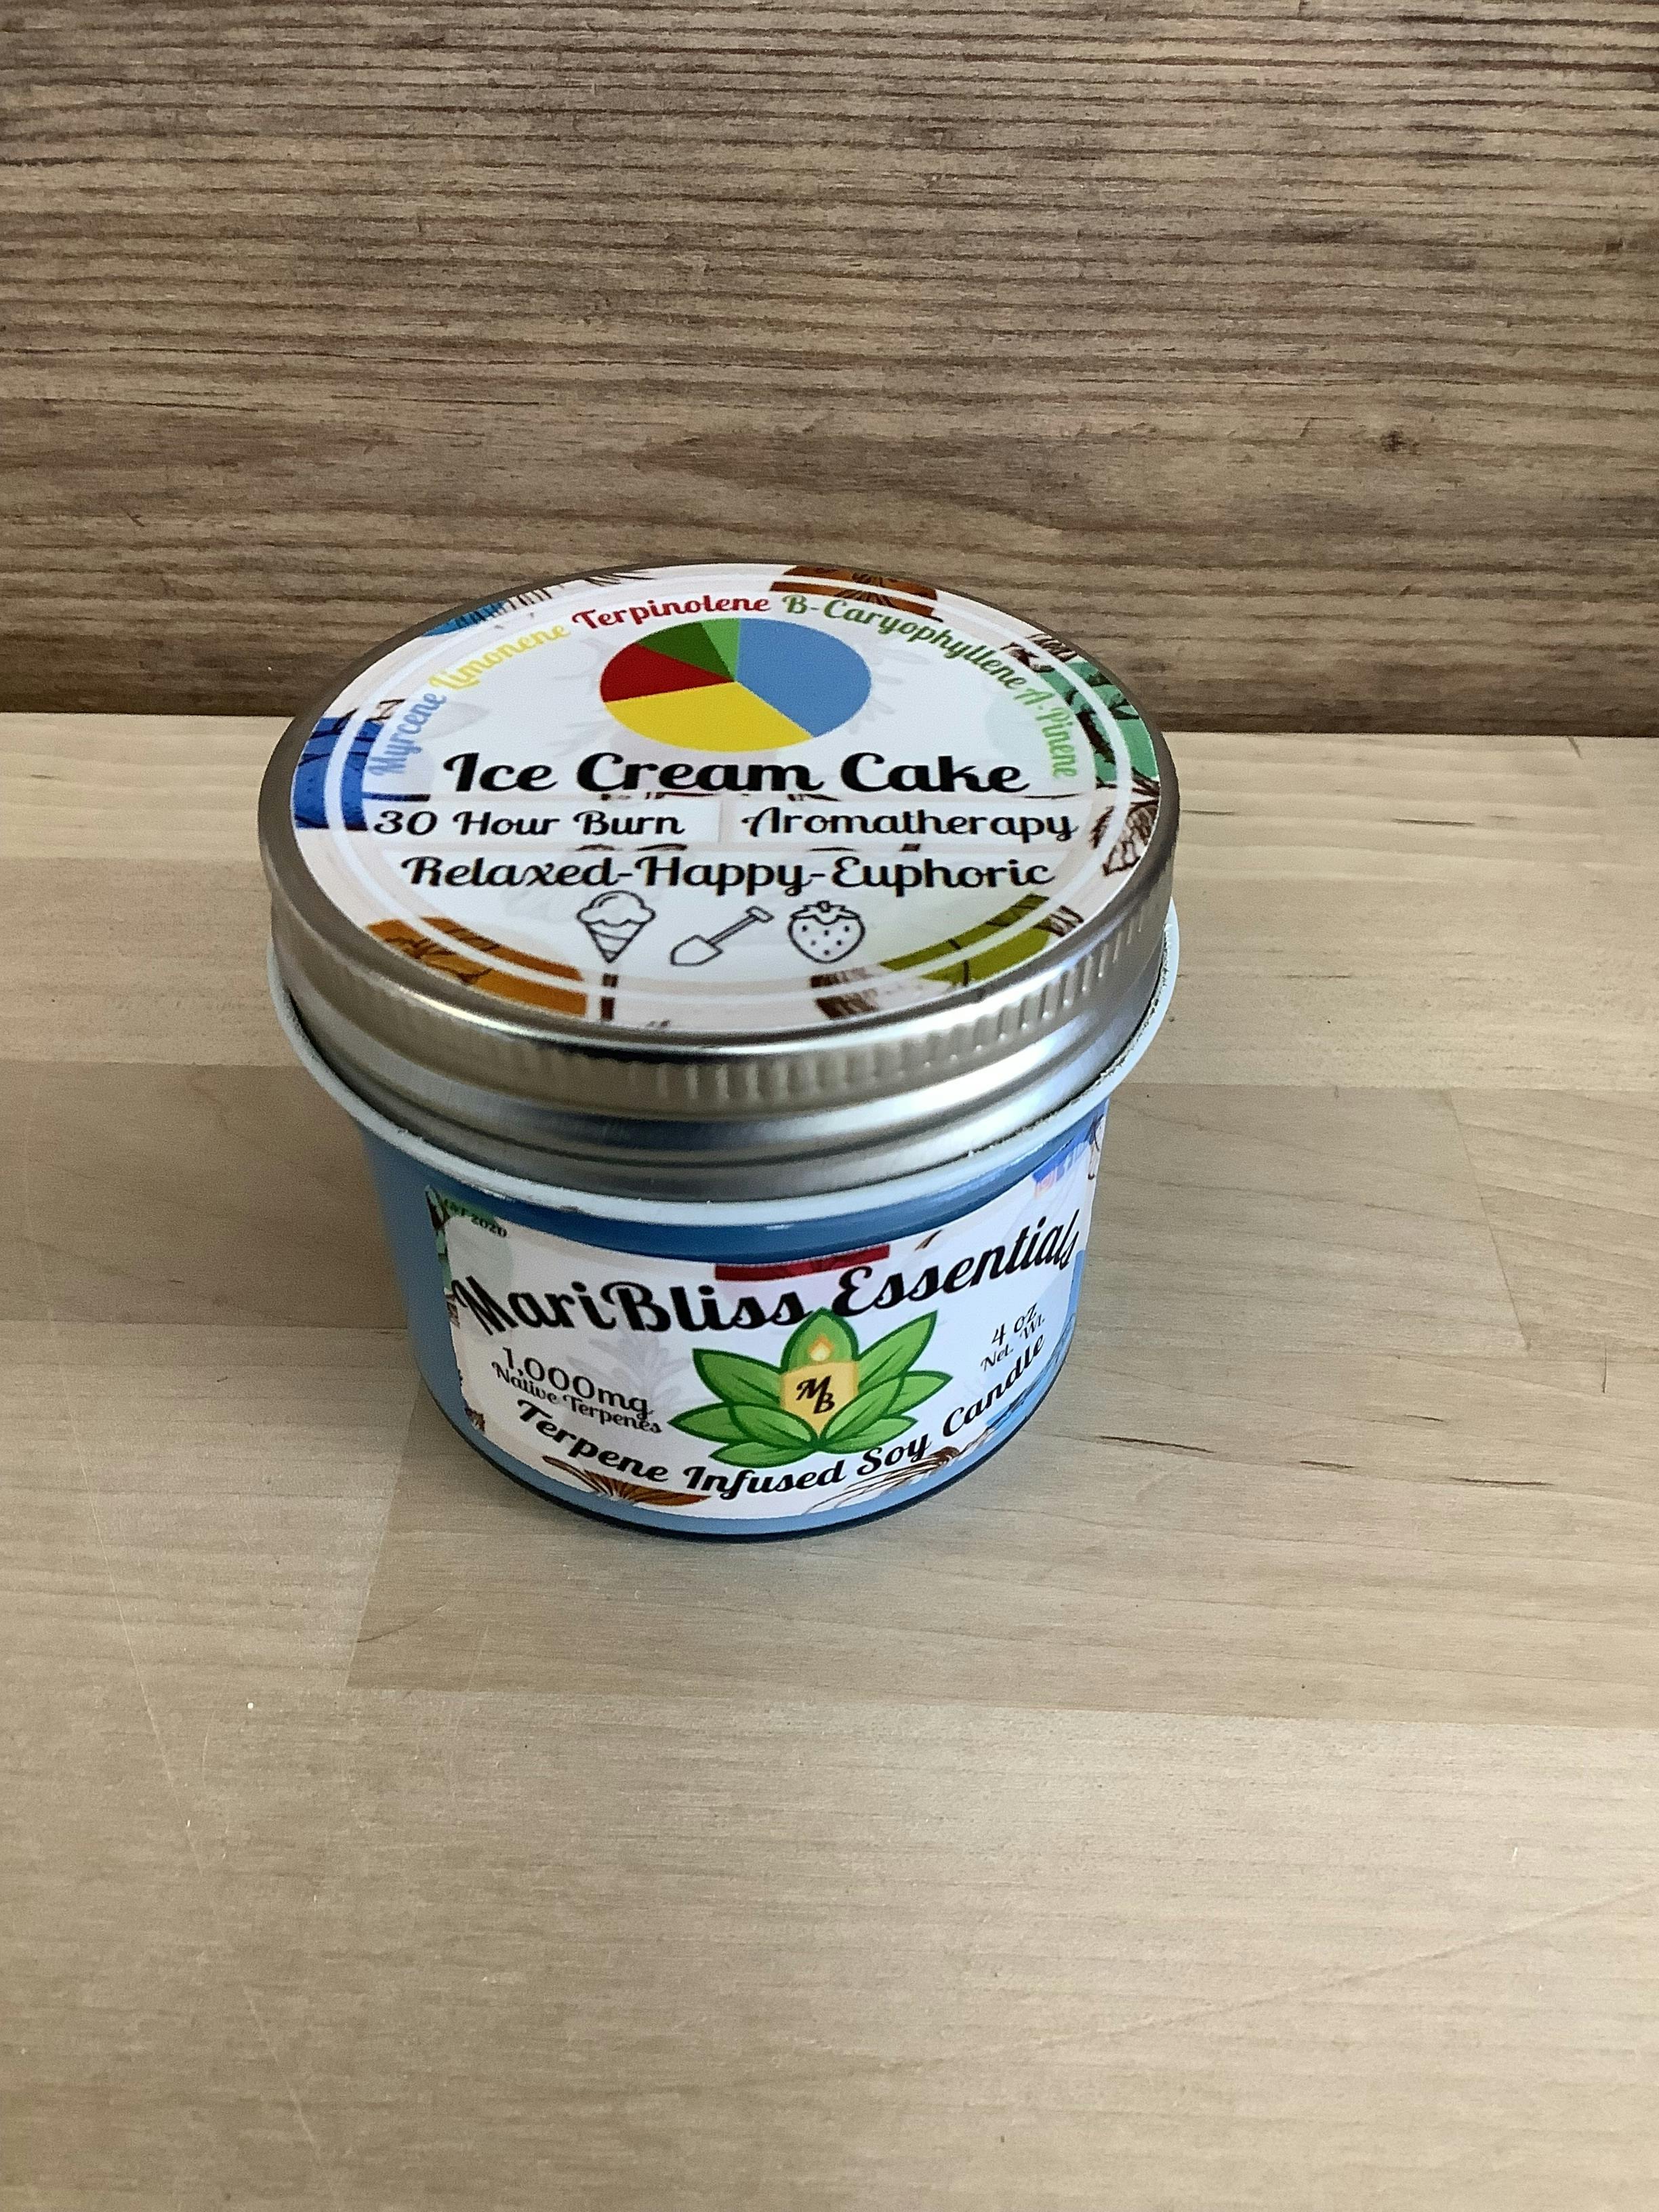 Myrcene Limonene Terpinolene B-Caryophyllene A-Pinene
Ice Cream Cake
30 Hour Burn Aromatherapy
Relaxed-Happy-Euphoric
2020
MariBliss Essentials
1,000mg
Native Terpenes
MB
4 oz
Net. Wt.
Terpene Infused Soy Candle